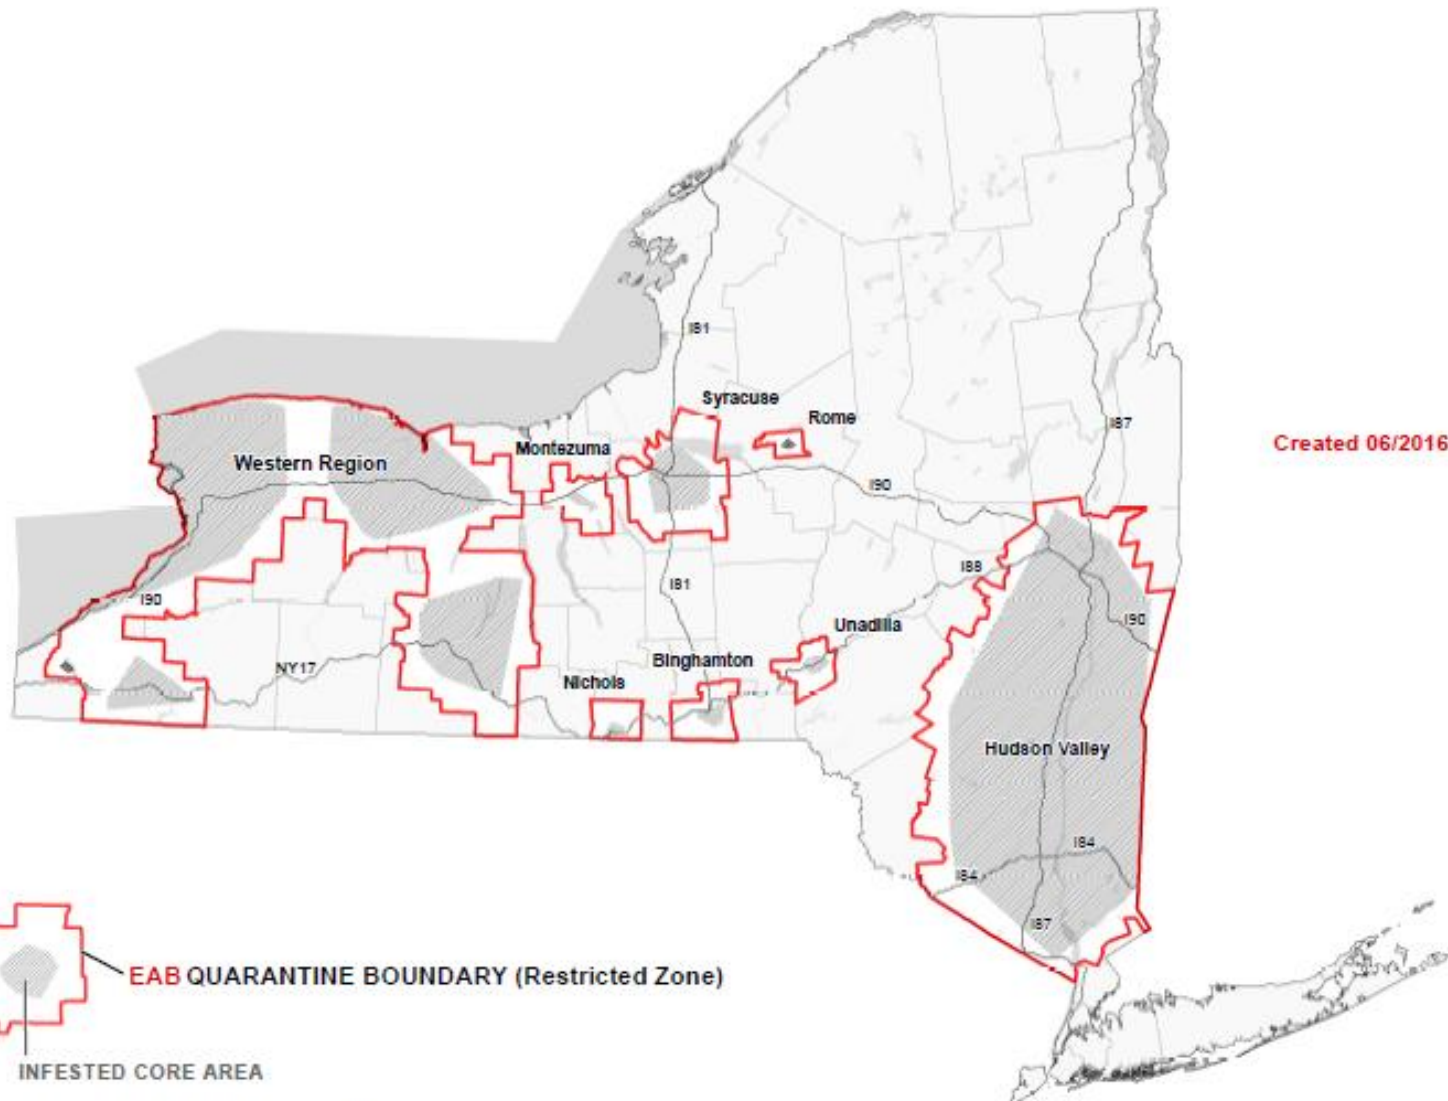 I81
Syracuse
Rome
I87
Created 06/2016
Montezuma
Western Region
I90
I88
I81
I90
I90
Unadilla
Binghamton
NY17
Nichols
Hudson Valley
I84
I84
I87
EAB QUARANTINE BOUNDARY (Restricted Zone)
INFESTED CORE AREA